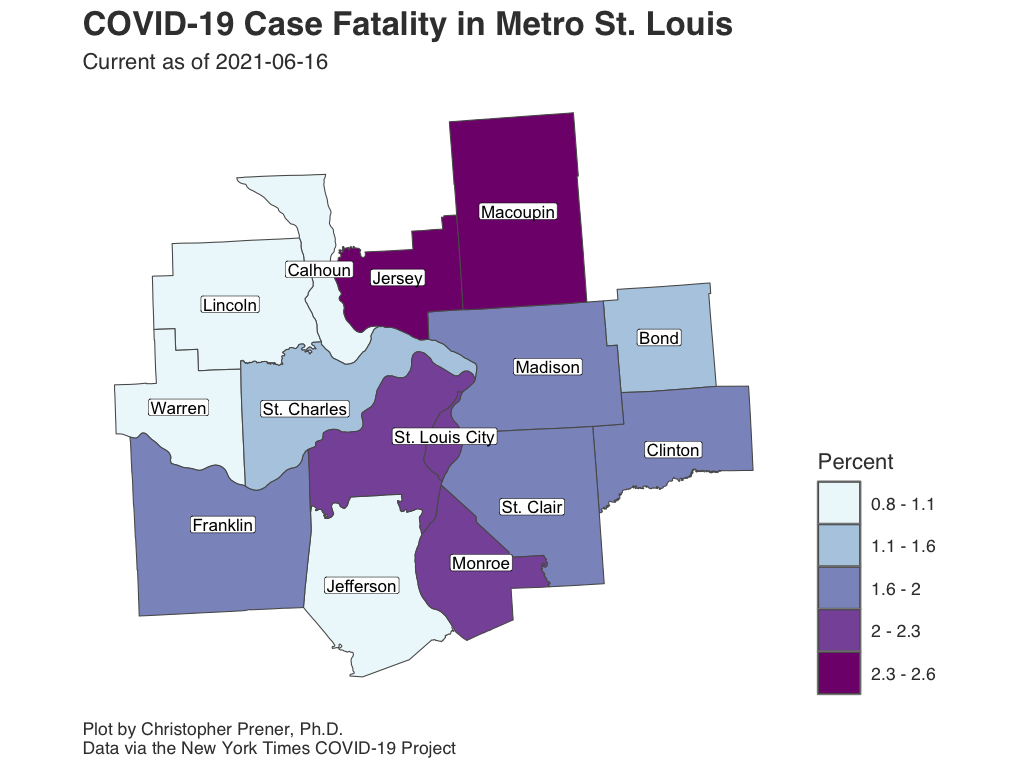 COVID-19 Case Fatality in Metro St. Louis
Current as of 2021-06-16
Macoupin
Calhoun
Jersey
Lincoln
Bond
Madison
Warren
St. Charles
St. Louis City
Clinton
Percent
0.8 - 1.1
1.1 - 1.6
1.6 - 2
2 - 2.3
2.3 - 2.6
St. Clair
Franklin
Monroe
Jefferson
Plot by Christopher Prener, Ph.D.
Data via the New York Times COVID-19 Project